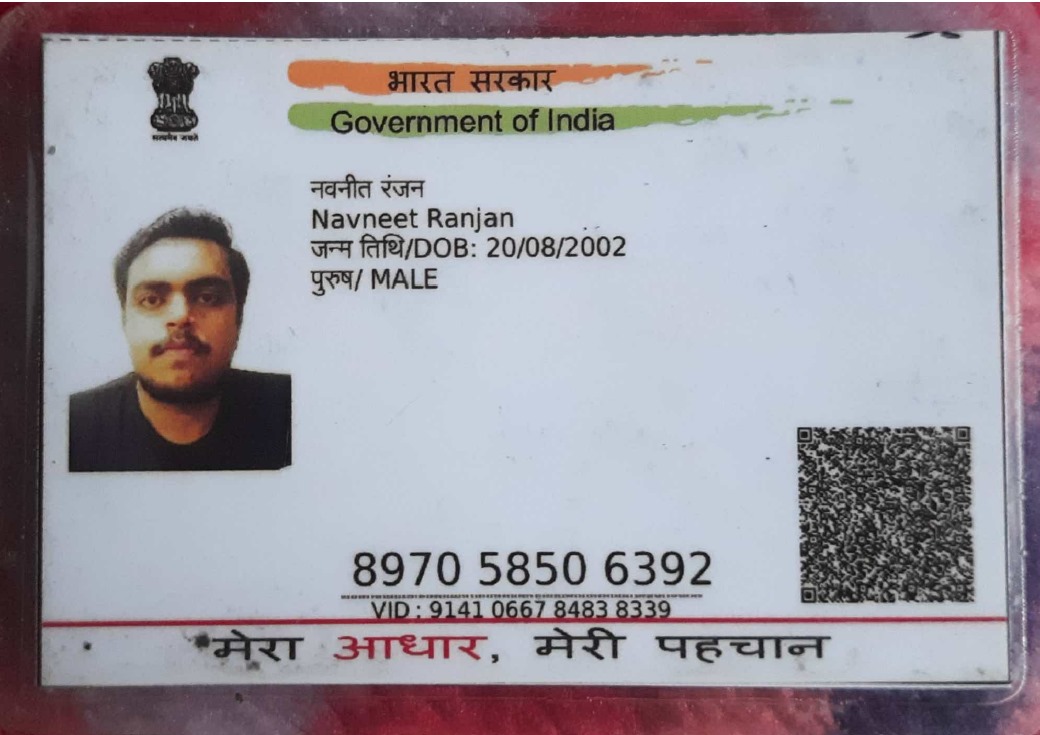 भारत सरकार
Government of India
सत्यमेव जयते
नवनीत रंजन
Navneet Ranjan
जन्म तिथि/DOB: 20/08/2002
पुरुष/ MALE
8970 5850 6392
VID : 9141 0667 8483 8339
मेरा आधार, मेरी पहचान